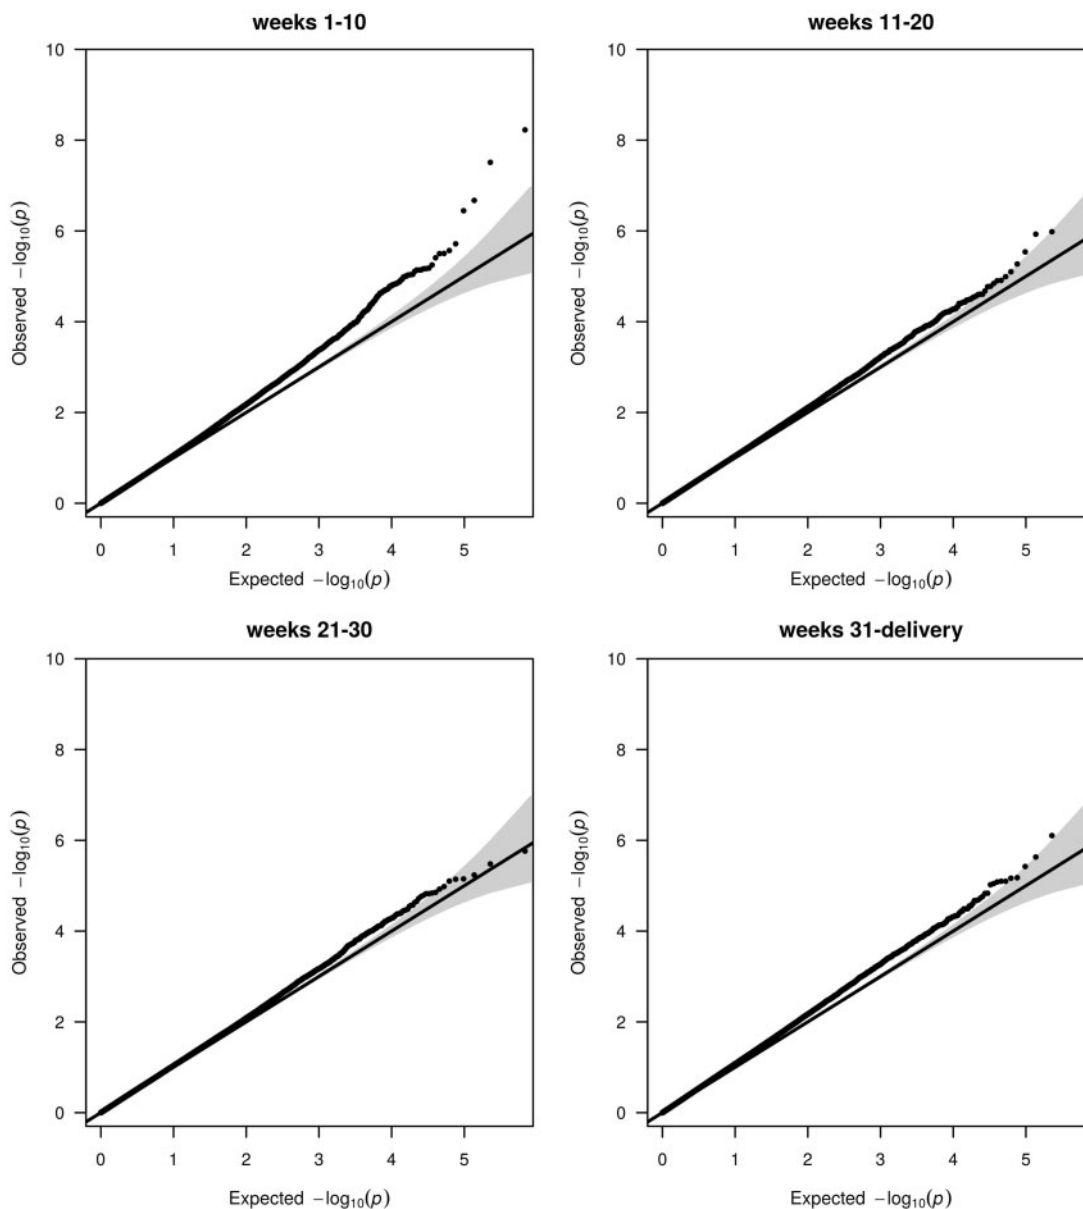 weeks 1-10
10
8
6
4
2
0
Observed −log₁₀(p)
0 1 2 3 4 5
Expected −log₁₀(p)
weeks 11-20
10
8
6
4
2
0
Observed −log₁₀(p)
0 1 2 3 4 5
Expected −log₁₀(p)
weeks 21-30
10
8
6
4
2
0
Observed −log₁₀(p)
0 1 2 3 4 5
Expected −log₁₀(p)
weeks 31-delivery
10
8
6
4
2
0
Observed −log₁₀(p)
0 1 2 3 4 5
Expected −log₁₀(p)